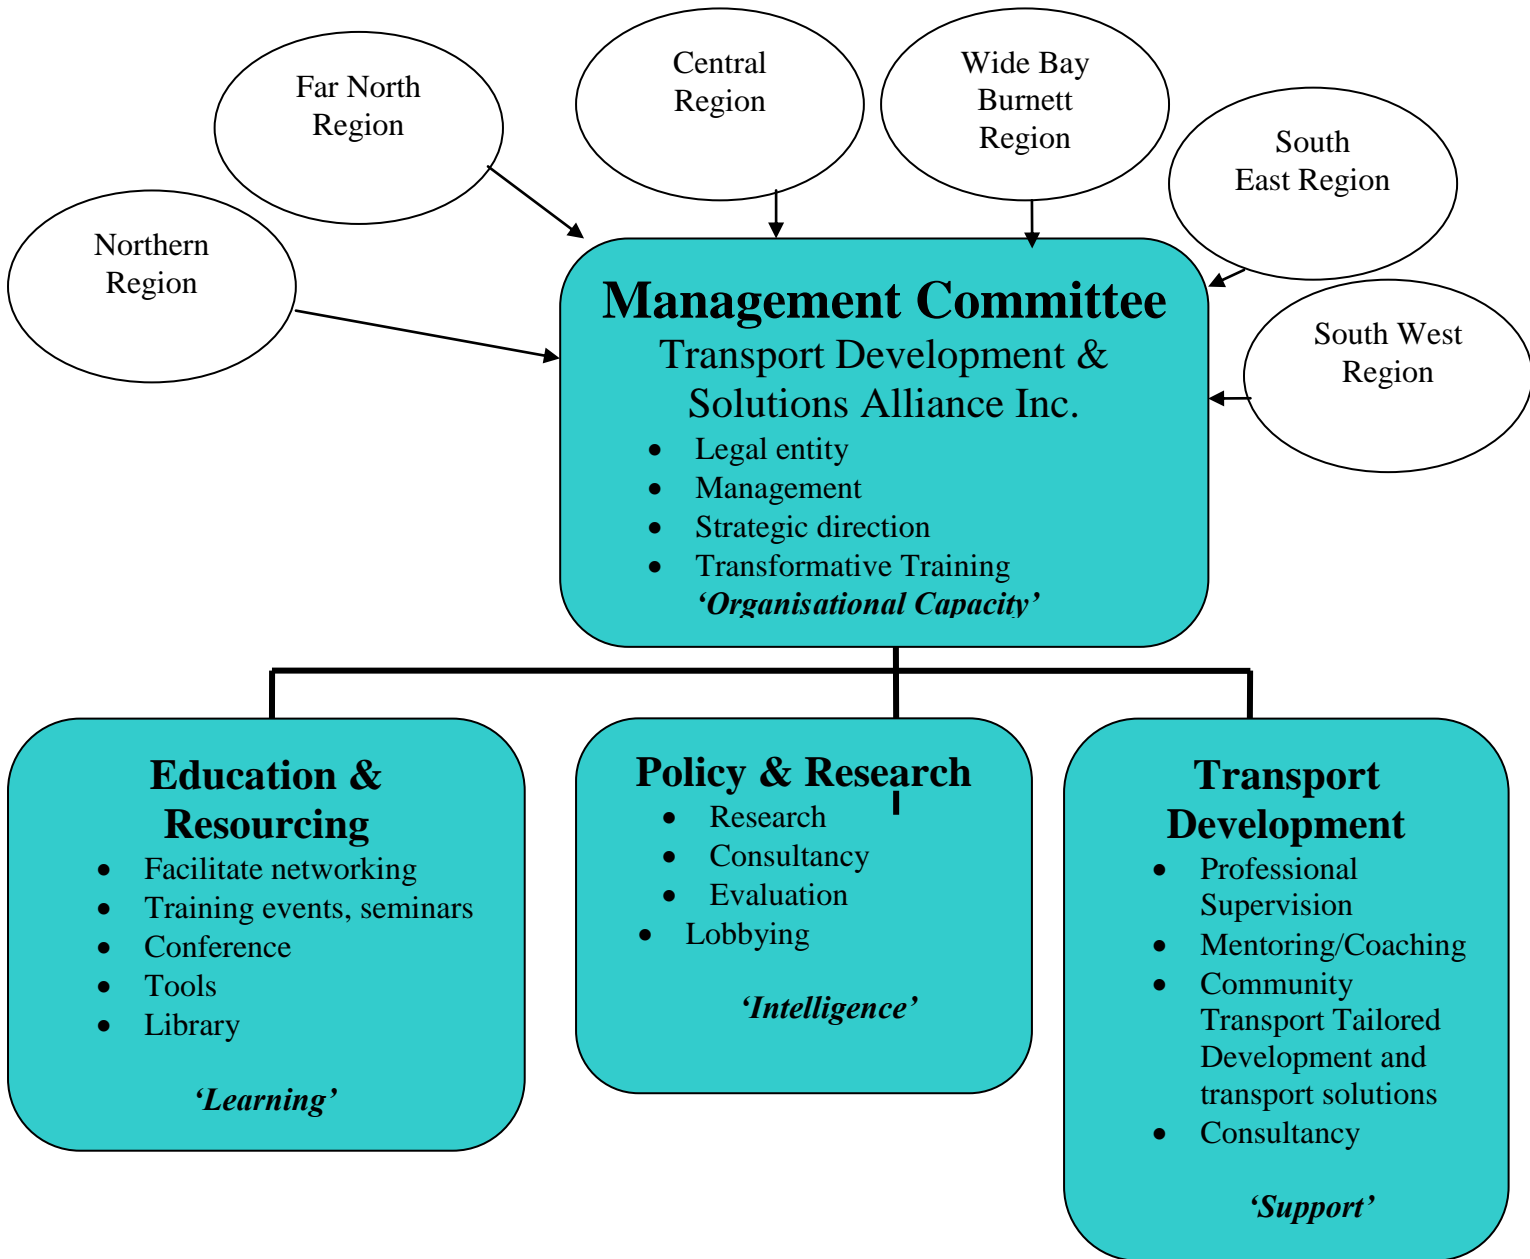 Far North
Region
Central
Region
Wide Bay
Burnett
Region
South
East Region
Northern
Region
South West
Region
Management Committee
Transport Development &
Solutions Alliance Inc.
• Legal entity
• Management
• Strategic direction
• Transformative Training
‘Organisational Capacity’
Education &
Resourcing
• Facilitate networking
• Training events, seminars
• Conference
• Tools
• Library
‘Learning’
Policy & Research
• Research
• Consultancy
• Evaluation
• Lobbying
‘Intelligence’
Transport
Development
• Professional
Supervision
• Mentoring/Coaching
• Community
Transport Tailored
Development and
transport solutions
• Consultancy
‘Support’